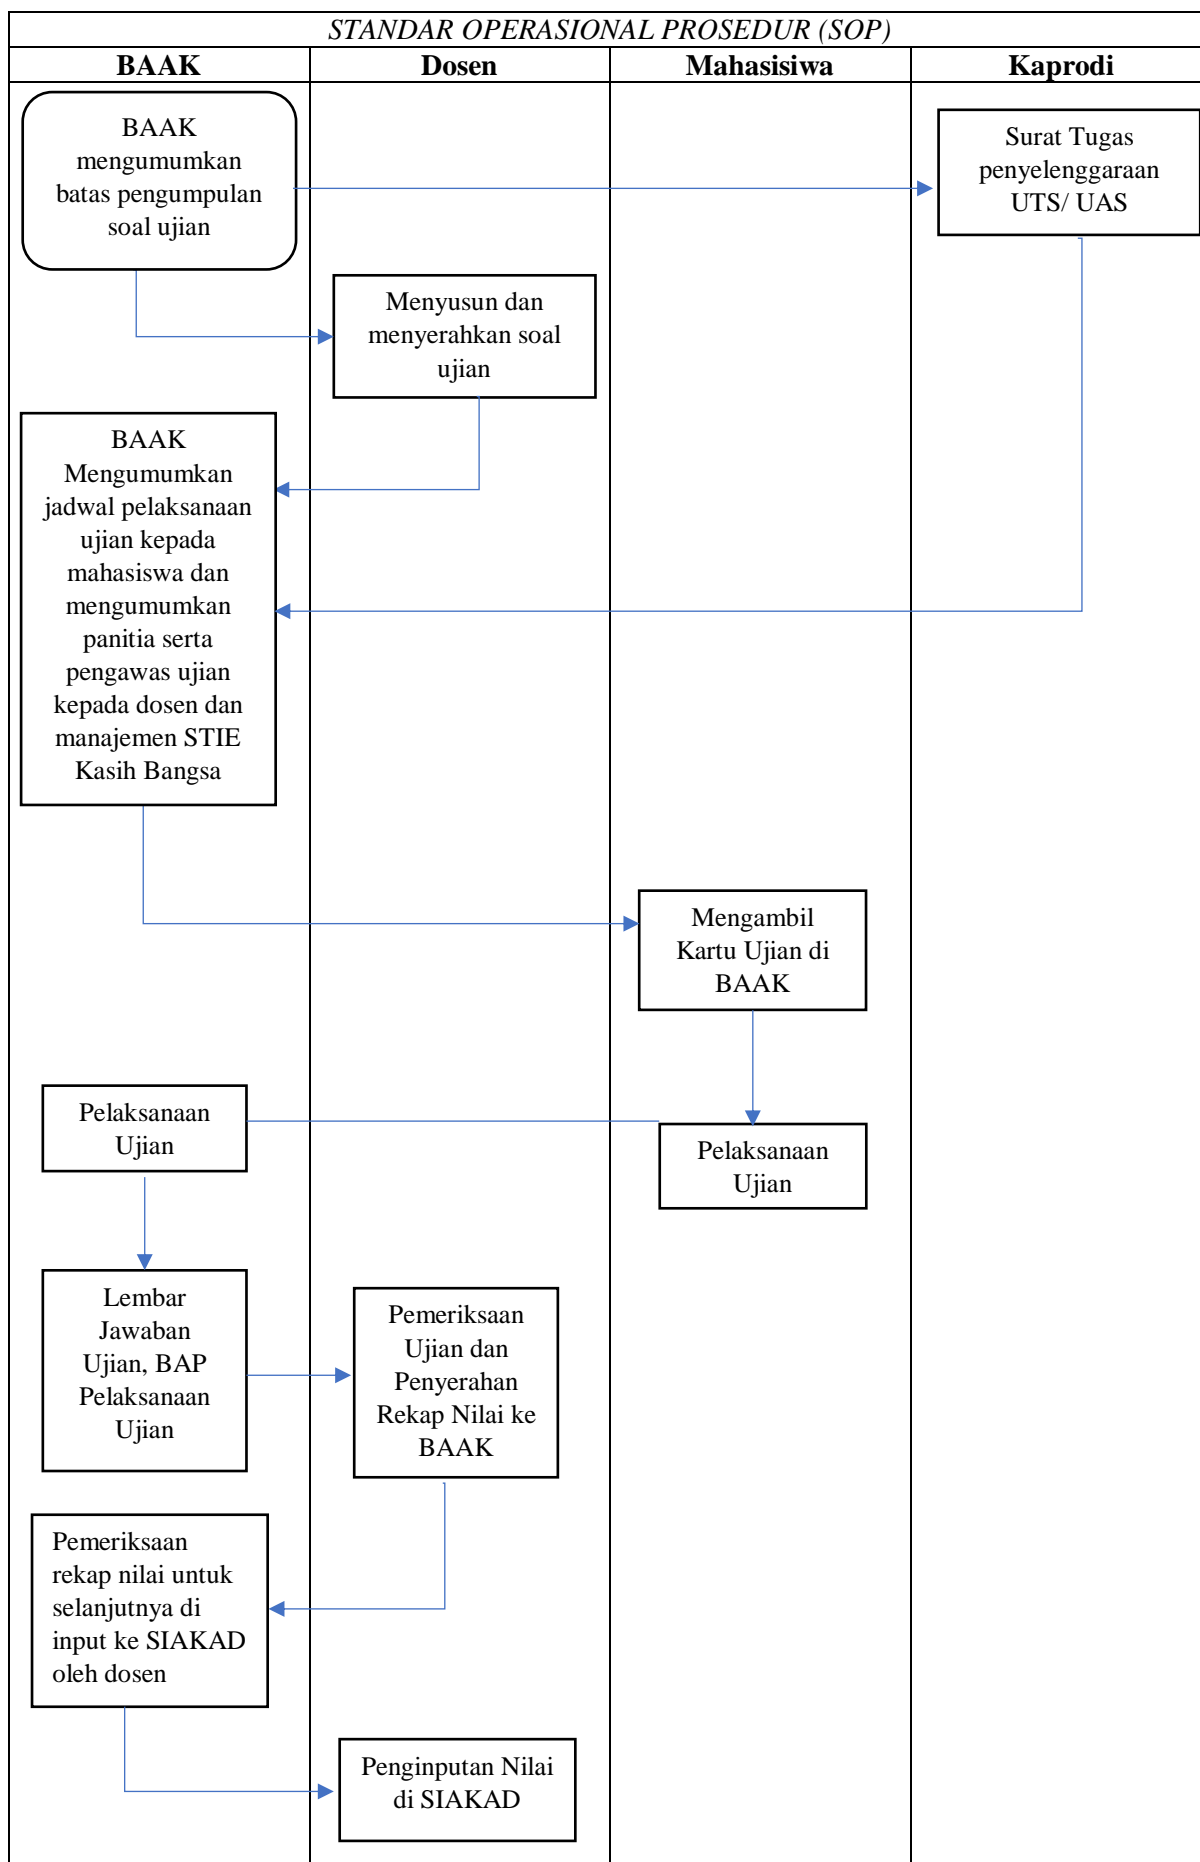 STANDAR OPERASIONAL PROSEDUR (SOP)
BAAK
Dosen
Mahasisiwa
Kaprodi
BAAK
mengumumkan
batas pengumpulan
soal ujian
Surat Tugas
penyelenggaraan
UTS/ UAS
Menyusun dan
menyerahkan soal
ujian
BAAK
Mengumumkan
jadwal pelaksanaan
ujian kepada
mahasiswa dan
mengumumkan
panitia serta
pengawas ujian
kepada dosen dan
manajemen STIE
Kasih Bangsa
Mengambil
Kartu Ujian di
BAAK
Pelaksanaan
Ujian
Pelaksanaan
Ujian
Lembar
Jawaban
Ujian, BAP
Pelaksanaan
Ujian
Pemeriksaan
Ujian dan
Penyerahan
Rekap Nilai ke
BAAK
Pemeriksaan
rekap nilai untuk
selanjutnya di
input ke SIAKAD
oleh dosen
Penginputan Nilai
di SIAKAD